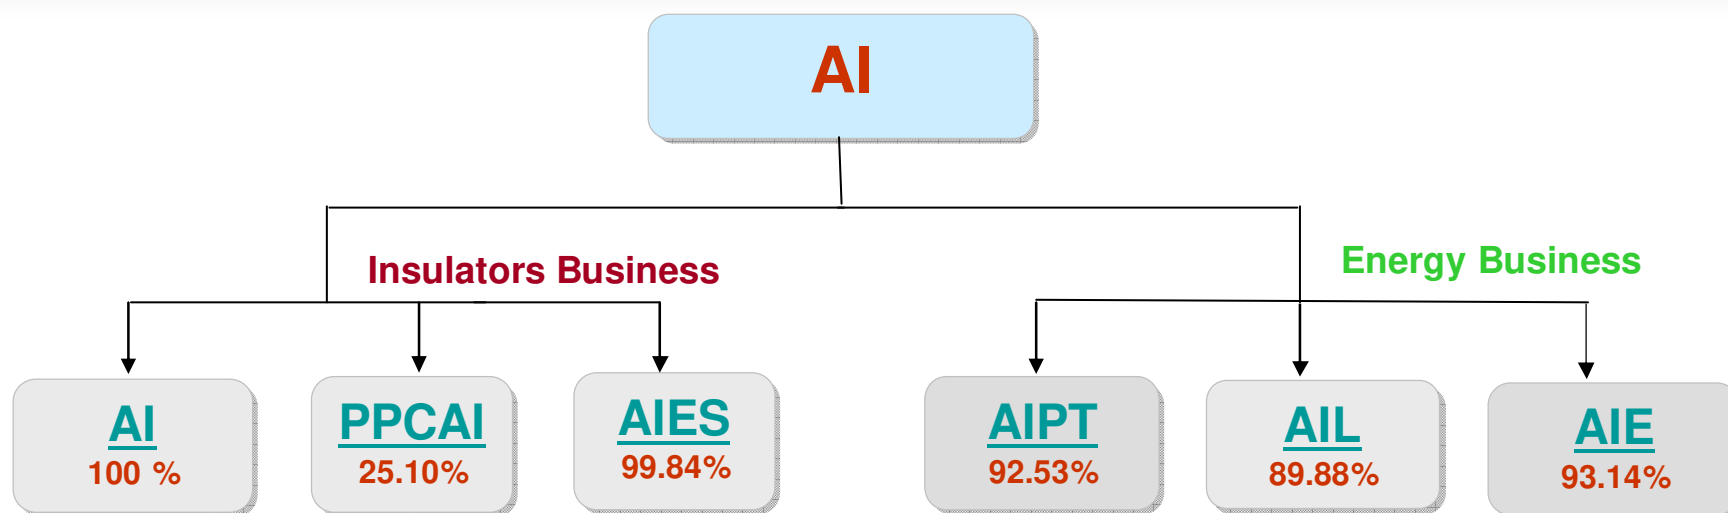 AI
Insulators Business
Energy Business
AI
100 %
PPCAI
25.10%
AIES
99.84%
AIPT
92.53%
AIL
89.88%
AIE
93.14%